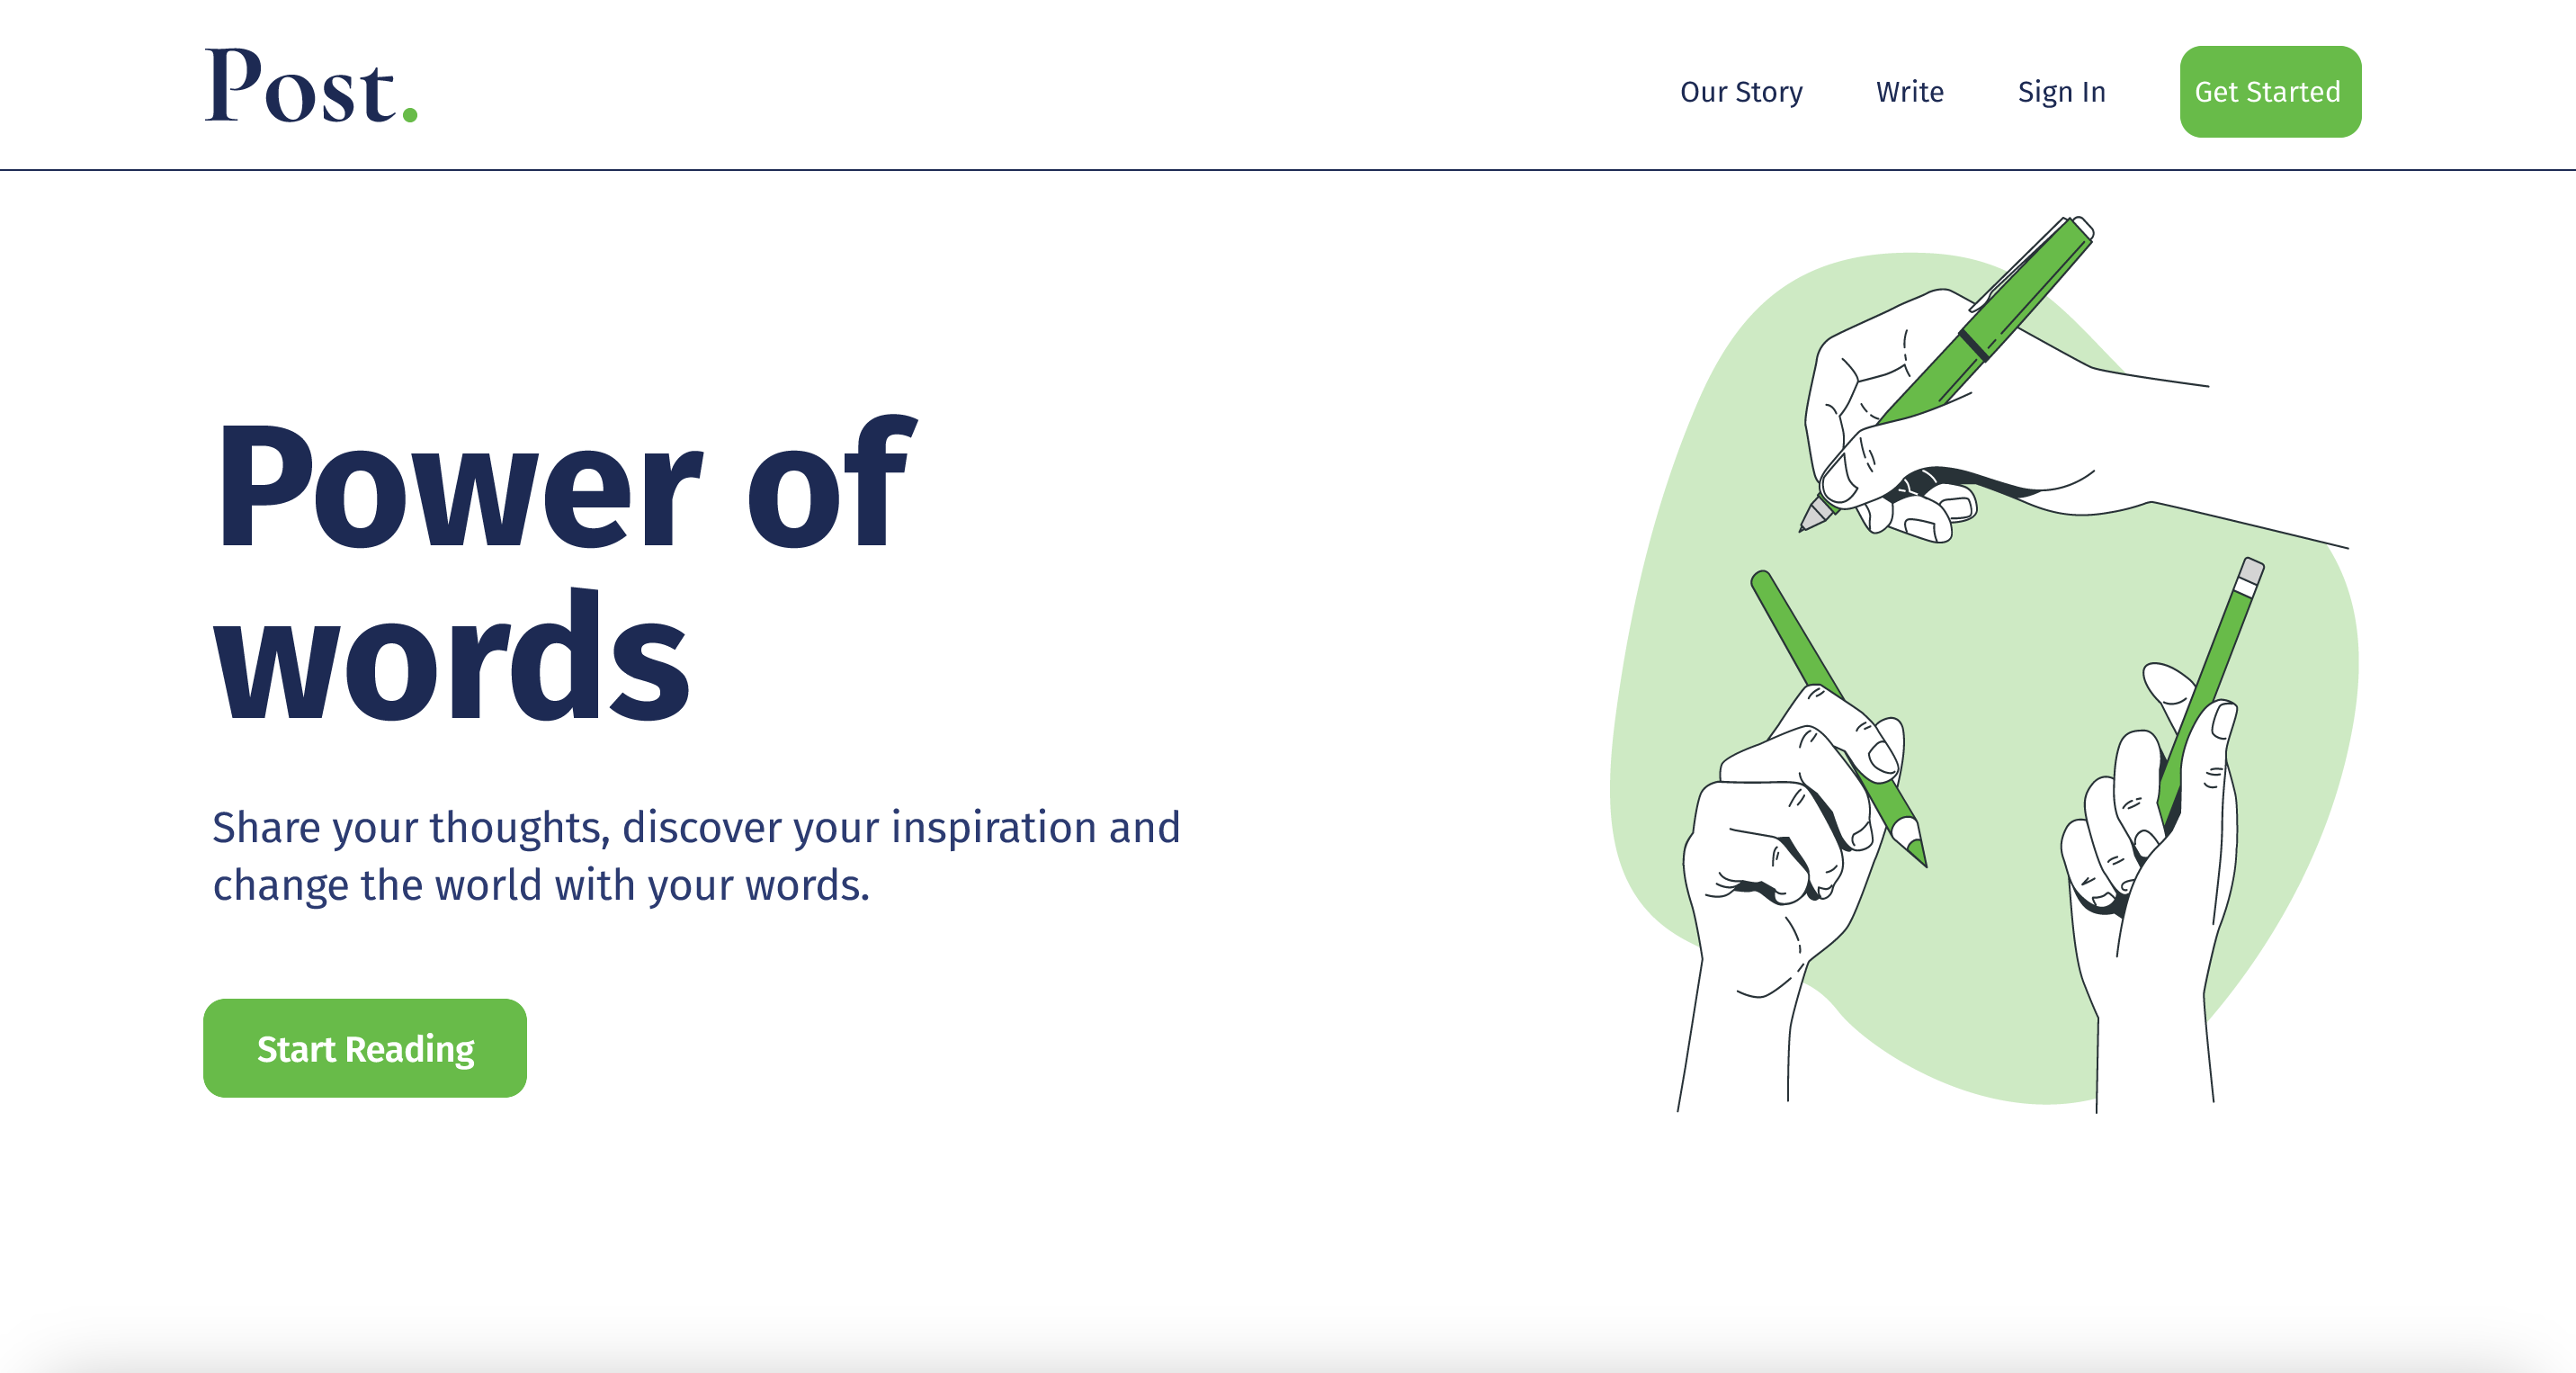 Post.
Our Story
Write
Sign In
Get Started
Power of
words
Share your thoughts, discover your inspiration and
change the world with your words.
Start Reading